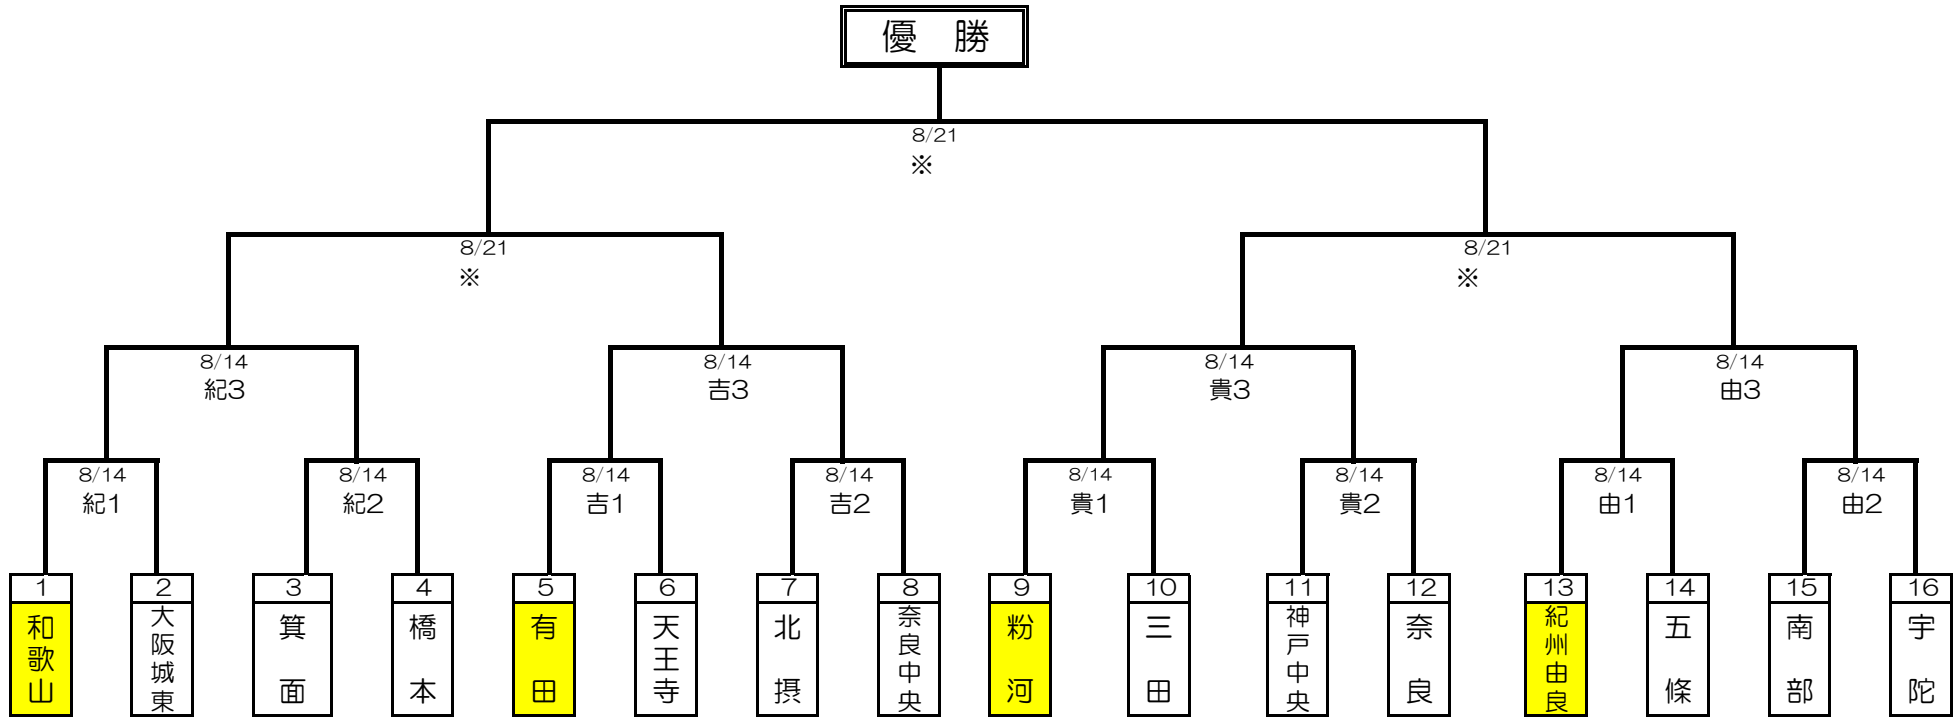 優　勝
8/21
※
8/21
※
8/21
※
8/14
紀3
8/14
吉3
8/14
貴3
8/14
由3
8/14
紀1
8/14
紀2
8/14
吉1
8/14
吉2
8/14
貴1
8/14
貴2
8/14
由1
8/14
由2
1
和歌山
2
大阪城東
3
箕面
4
橋本
5
有田
6
天王寺
7
北摂
8
奈良中央
9
粉河
10
三田
11
神戸中央
12
奈良
13
紀州由良
14
五條
15
南部
16
宇陀